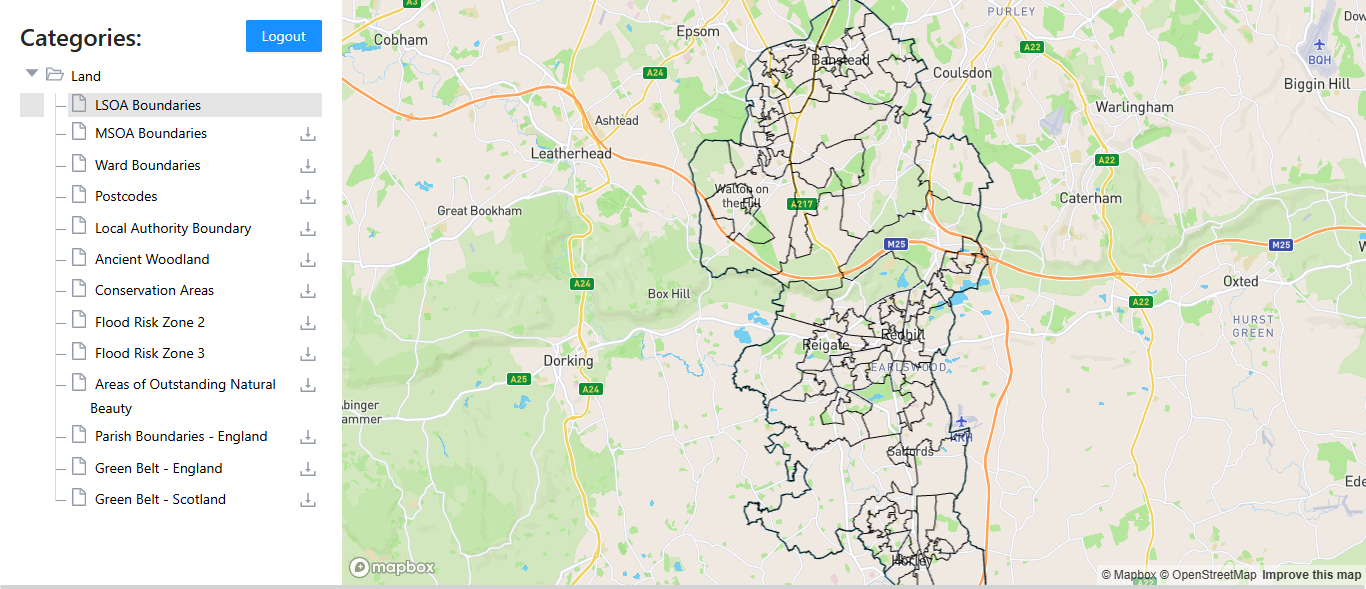 Categories:
Logout
Land
LSOA Boundaries
MSOA Boundaries
Ward Boundaries
Postcodes
Local Authority Boundary
Ancient Woodland
Conservation Areas
Flood Risk Zone 2
Flood Risk Zone 3
Areas of Outstanding Natural
Beauty
Parish Boundaries - England
Green Belt - England
Green Belt - Scotland
A3
PURLEY
Cobham
Epsom
A22
BQH
Banstead
A24
Coulsdon
Biggin Hill
Warlingham
Ashtead
Leatherhead
A22
Walton on
the Hill
A217
Caterham
Great Bookham
M25
M25
A24
Box Hill
Oxted
A22
HURST
GREEN
Reigate
Redhill
Dorking
EARLSWOOD
A25
A24
KRH
Salfords
Horley
A22
mapbox
© Mapbox © OpenStreetMap Improve this map